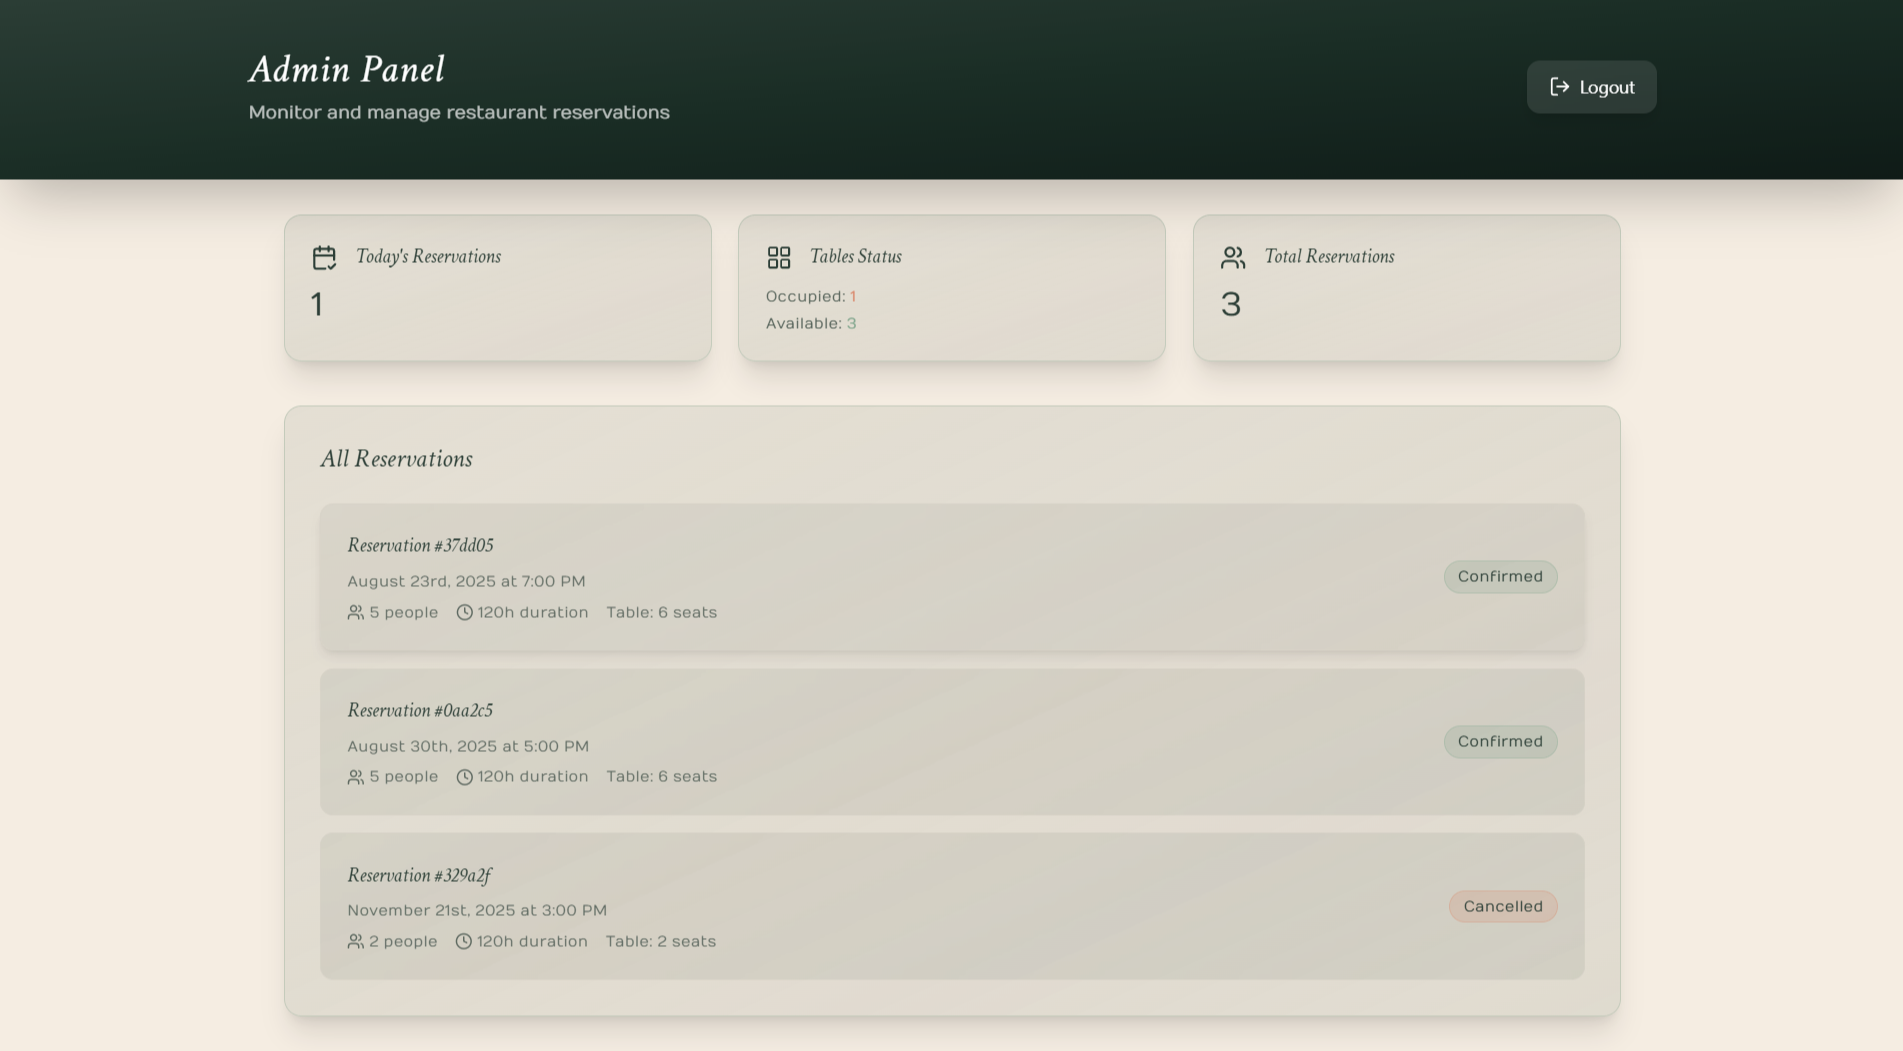 Admin Panel
Monitor and manage restaurant reservations
Logout
Today's Reservations
1
Tables Status
Occupied: 1
Available: 3
Total Reservations
3
All Reservations
Reservation #37dd05
August 23rd, 2025 at 7:00 PM
5 people 120h duration Table: 6 seats
Confirmed
Reservation #0aa2c5
August 30th, 2025 at 5:00 PM
5 people 120h duration Table: 6 seats
Confirmed
Reservation #329a2f
November 21st, 2025 at 3:00 PM
2 people 120h duration Table: 2 seats
Cancelled